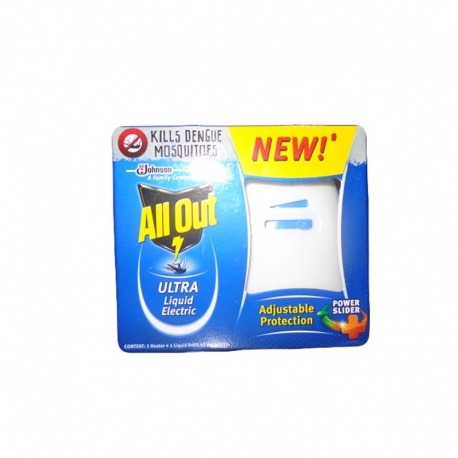 KILLS DENGUE
MOSQUITOES
NEW!*
SC Johnson
A Family Company
All Out
ULTRA
Liquid
Electric
Adjustable
Protection
POWER
SLIDER
CONTENT: 1 Heater + 1 Liquid Refill